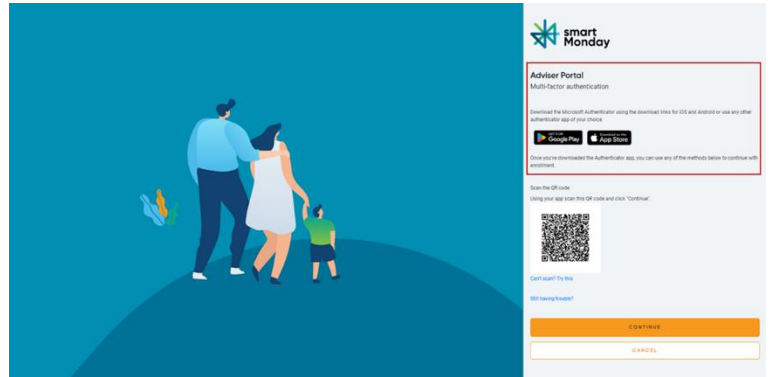 smart
Monday
Adviser Portal
Multi-factor authentication
Download the Microsoft Authenticator using the download links for iOS and Android or use any other
authenticator app of your choice.
GET IT ON
Google Play
Download on the
App Store
Once you've downloaded the Authenticator app, you can use any of the methods below to continue with
enrolment.
Scan the QR code
Using your app scan this QR code and click 'Continue'.
Can't scan? Try this
Still having trouble?
CONTINUE
CANCEL